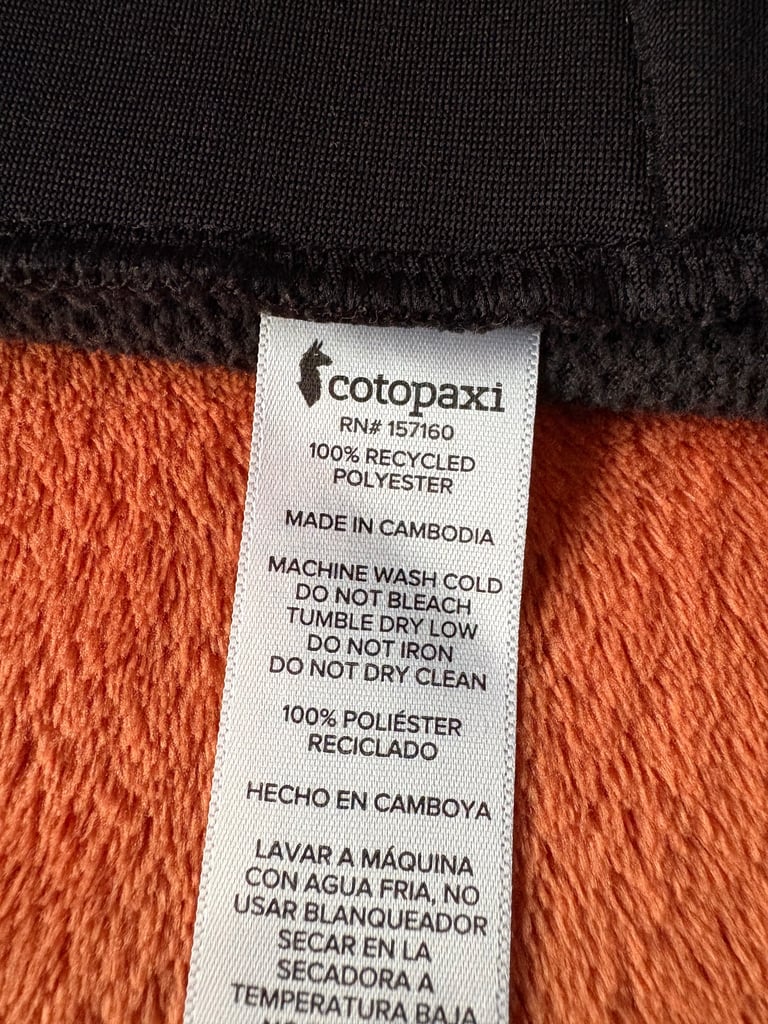 cotopaxi
RN# 157160
100% RECYCLED
POLYESTER
MADE IN CAMBODIA
MACHINE WASH COLD
DO NOT BLEACH
TUMBLE DRY LOW
DO NOT IRON
DO NOT DRY CLEAN
100% POLIÉSTER
RECICLADO
HECHO EN CAMBOYA
LAVAR A MÁQUINA
CON AGUA FRIA, NO
USAR BLANQUEADOR
SECAR EN LA
SECADORA A
TEMPERATURA BAJA